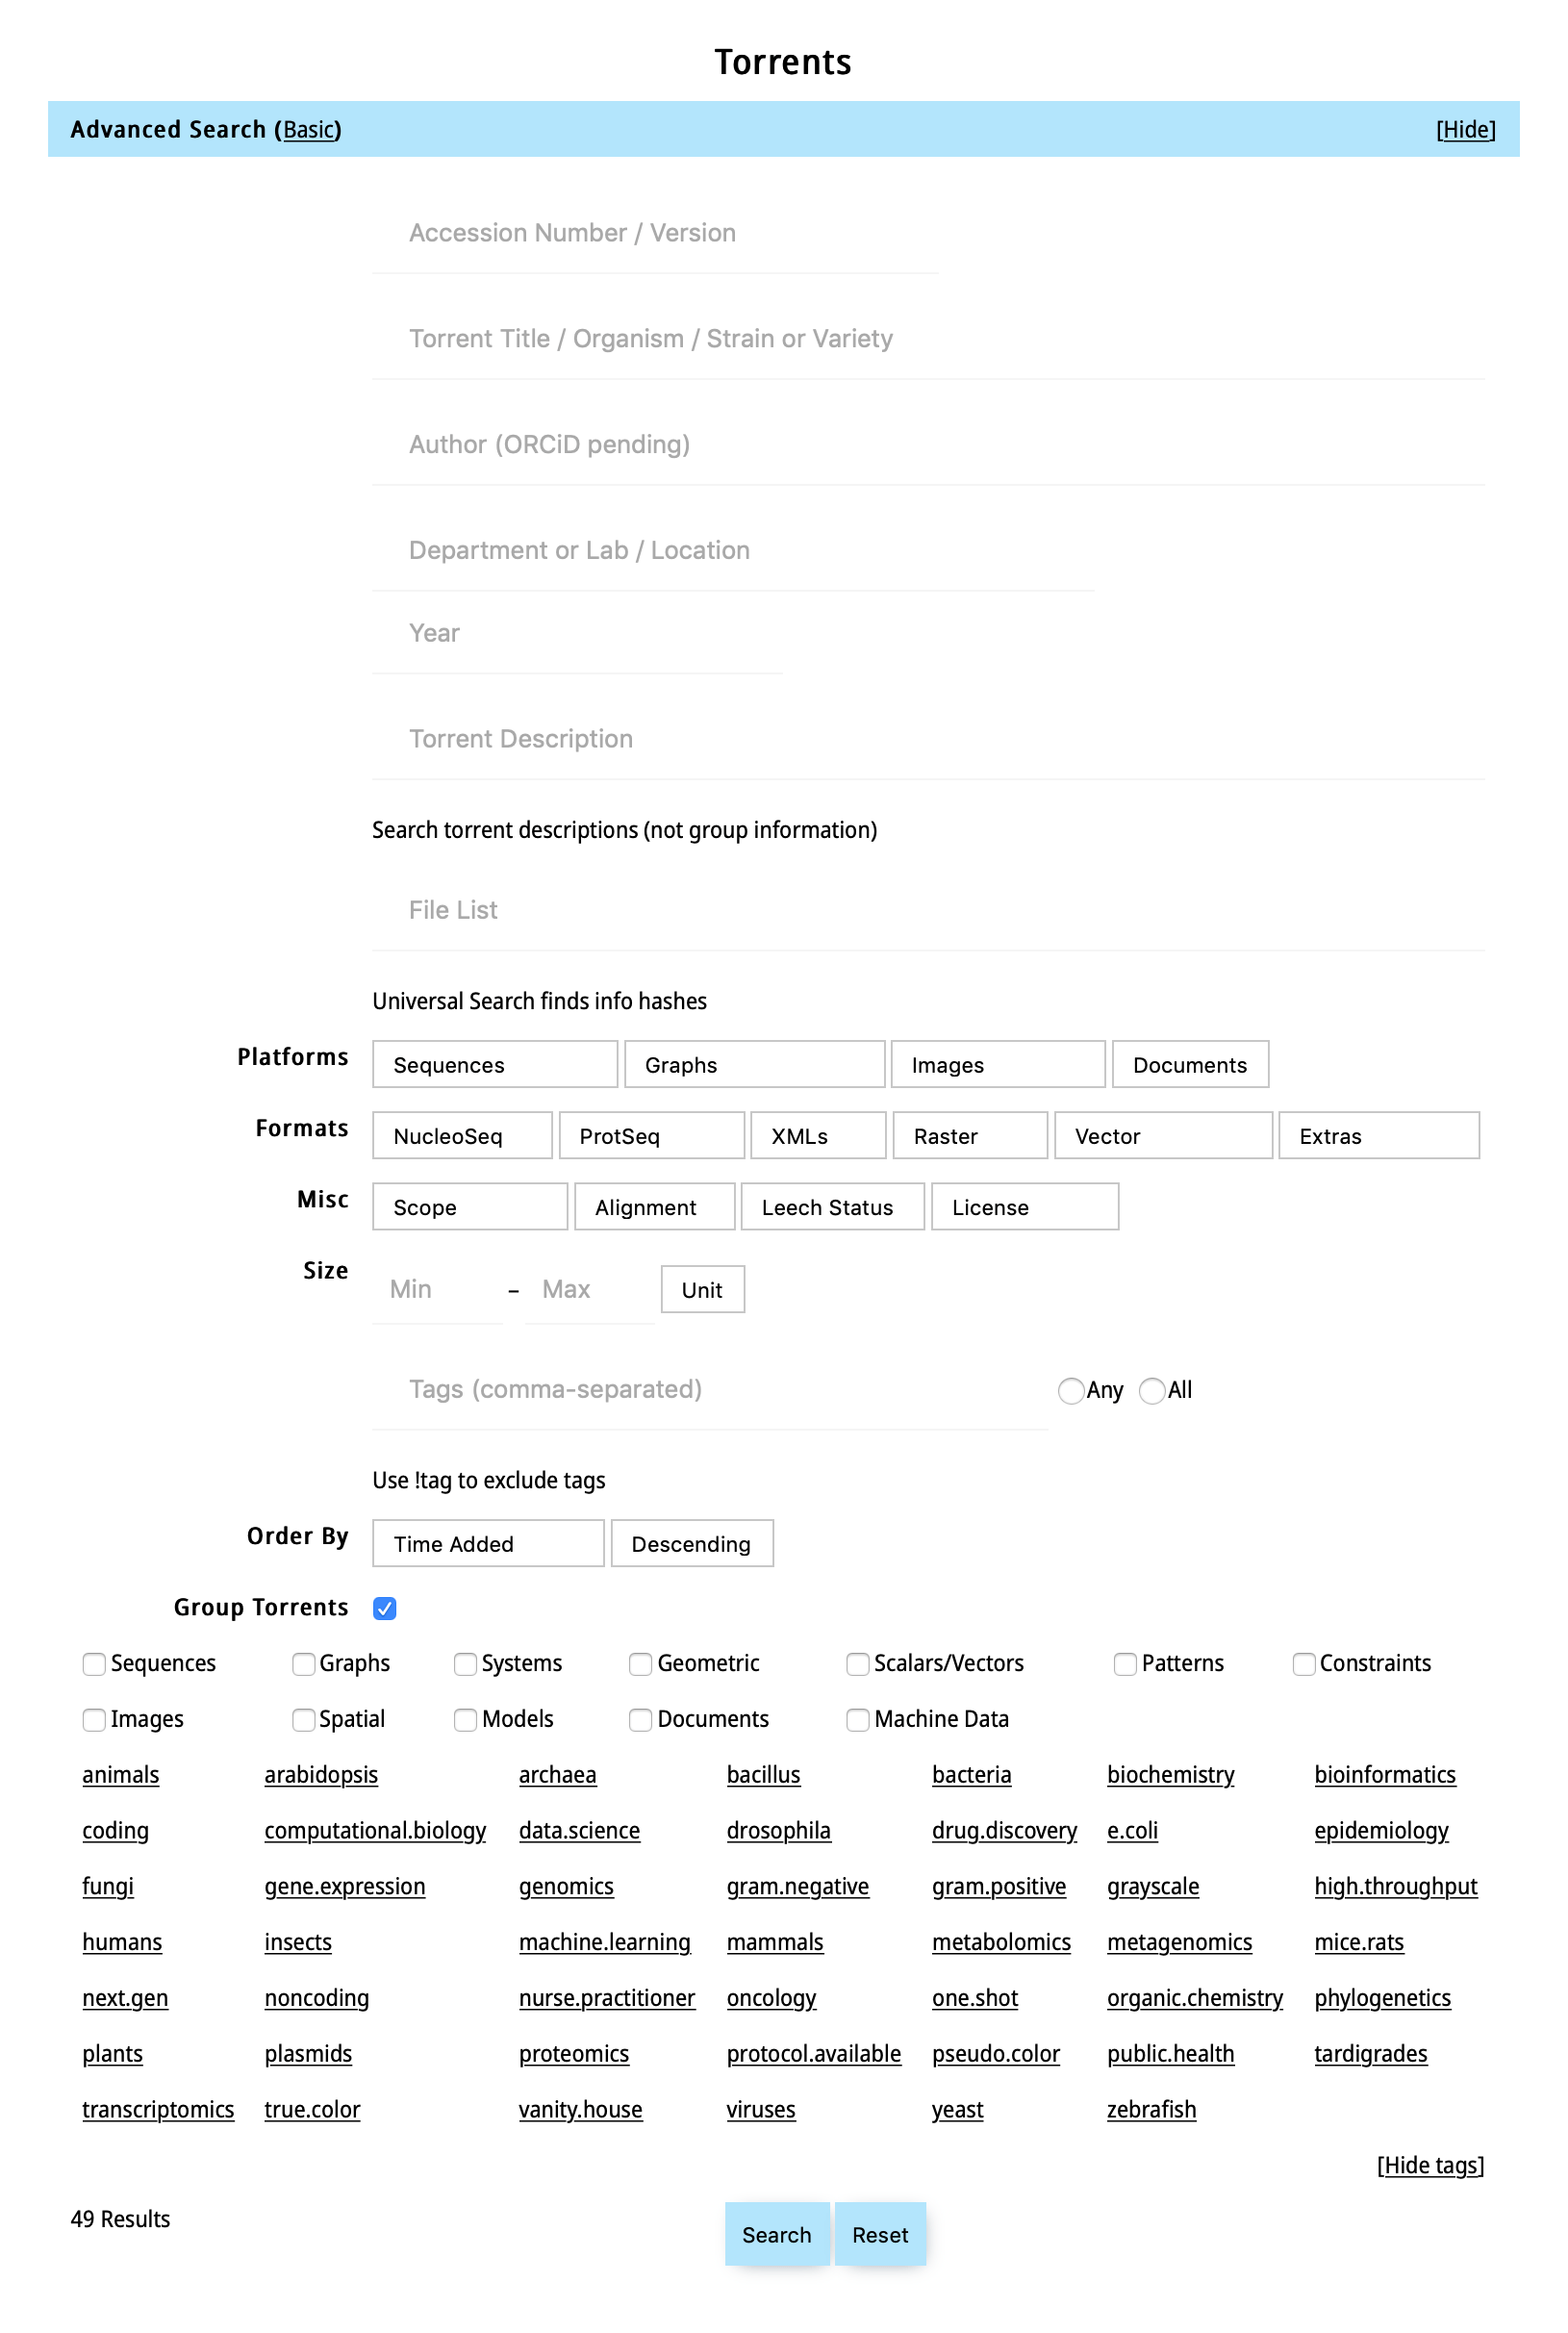 Torrents
Advanced Search (Basic) [Hide]
Accession Number / Version
Torrent Title / Organism / Strain or Variety
Author (ORCiD pending)
Department or Lab / Location
Year
Torrent Description
Search torrent descriptions (not group information)
File List
Universal Search finds info hashes
Platforms Sequences Graphs Images Documents
Formats NucleoSeq ProtSeq XMLs Raster Vector Extras
Misc Scope Alignment Leech Status License
Size Min – Max Unit
Tags (comma-separated) Any All
Use !tag to exclude tags
Order By Time Added Descending
Group Torrents
Sequences Graphs Systems Geometric Scalars/Vectors Patterns Constraints
Images Spatial Models Documents Machine Data
animals arabidopsis archaea bacillus bacteria biochemistry bioinformatics
coding computational.biology data.science drosophila drug.discovery e.coli epidemiology
fungi gene.expression genomics gram.negative gram.positive grayscale high.throughput
humans insects machine.learning mammals metabolomics metagenomics mice.rats
next.gen noncoding nurse.practitioner oncology one.shot organic.chemistry phylogenetics
plants plasmids proteomics protocol.available pseudo.color public.health tardigrades
transcriptomics true.color vanity.house viruses yeast zebrafish
[Hide tags]
49 Results Search Reset